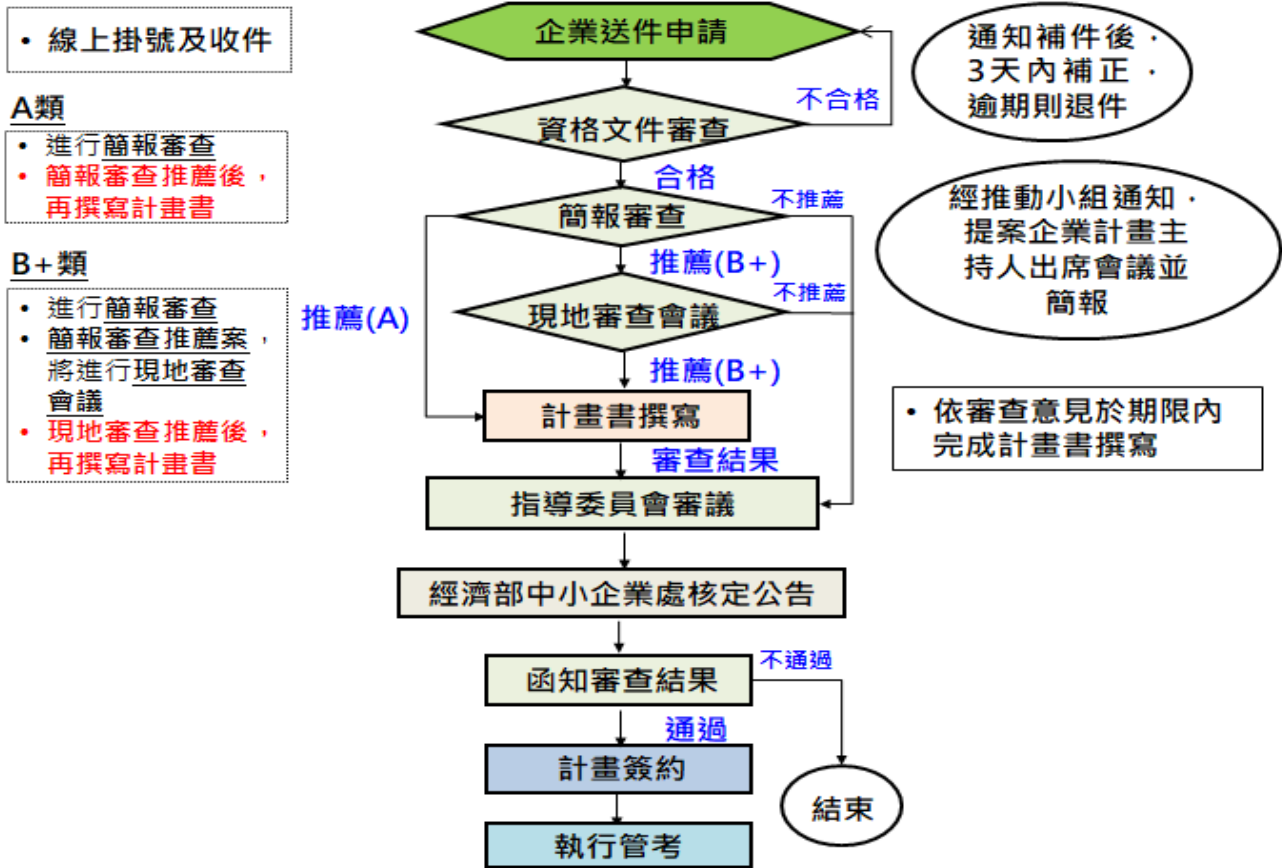 • 線上掛號及收件
A類
• 進行簡報審查
• 簡報審查推薦後，
再撰寫計畫書
B+類
• 進行簡報審查
• 簡報審查推薦案，
將進行現地審查
會議
• 現地審查推薦後，
再撰寫計畫書
企業送件申請
不合格
資格文件審查
合格
簡報審查
不推薦
推薦(A)
推薦(B+)
現地審查會議
不推薦
推薦(B+)
計畫書撰寫
審查結果
指導委員會審議
經濟部中小企業處核定公告
函知審查結果
不通過
通過
計畫簽約
結束
執行管考
通知補件後，
3天內補正，
逾期則退件
經推動小組通知，
提案企業計畫主
持人出席會議並
簡報
• 依審查意見於期限內
完成計畫書撰寫